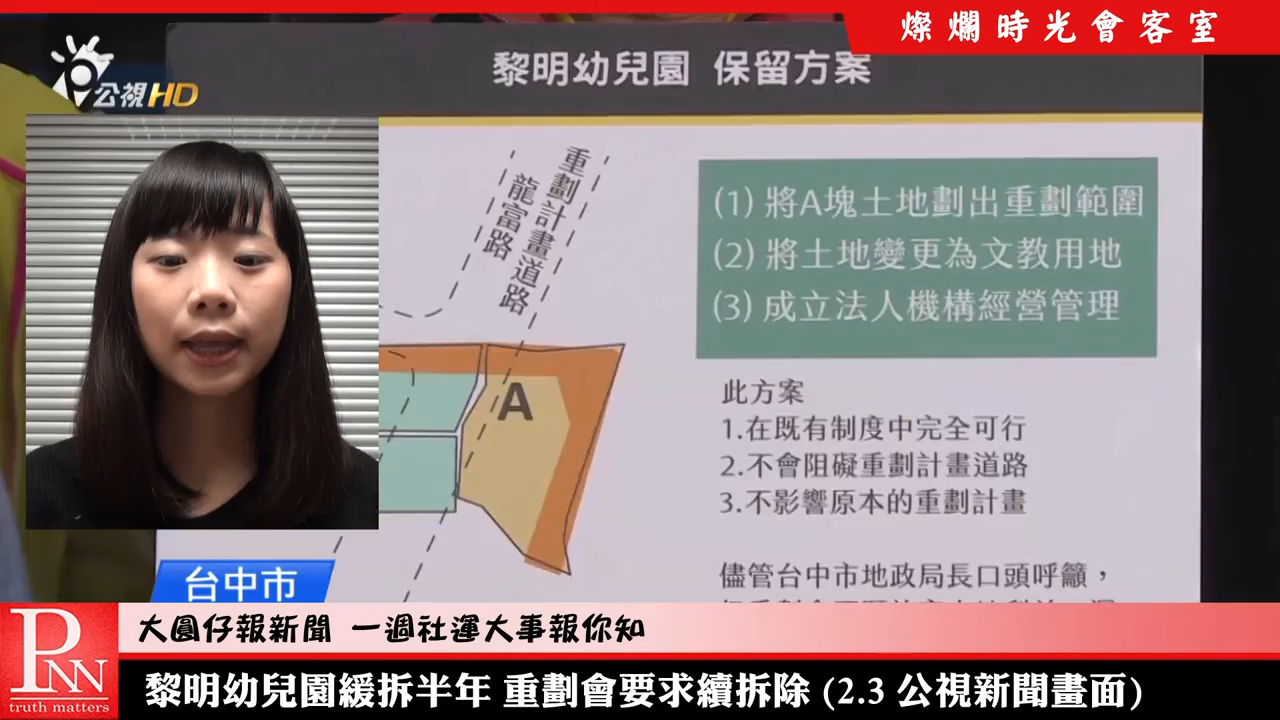 燦爛時光會客室
公視HD
黎明幼兒園 保留方案
重劃計畫道路
龍富路
(1) 將A塊土地劃出重劃範圍
(2) 將土地變更為文教用地
(3) 成立法人機構經營管理
A
此方案
1.在既有制度中完全可行
2.不會阻礙重劃計畫道路
3.不影響原本的重劃計畫
儘管台中市地政局長口頭呼籲，
台中市
PNN
truth matters
大圓仔報新聞 一週社運大事報你知
黎明幼兒園緩拆半年 重劃會要求續拆除 (2.3 公視新聞畫面)